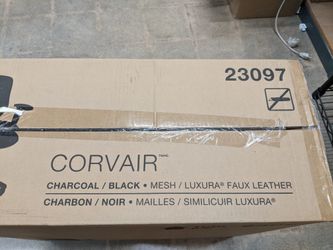 23097
CORVAIR™
CHARCOAL / BLACK • MESH / LUXURA® FAUX LEATHER
CHARBON / NOIR • MAILLES / SIMILICUIR LUXURA®